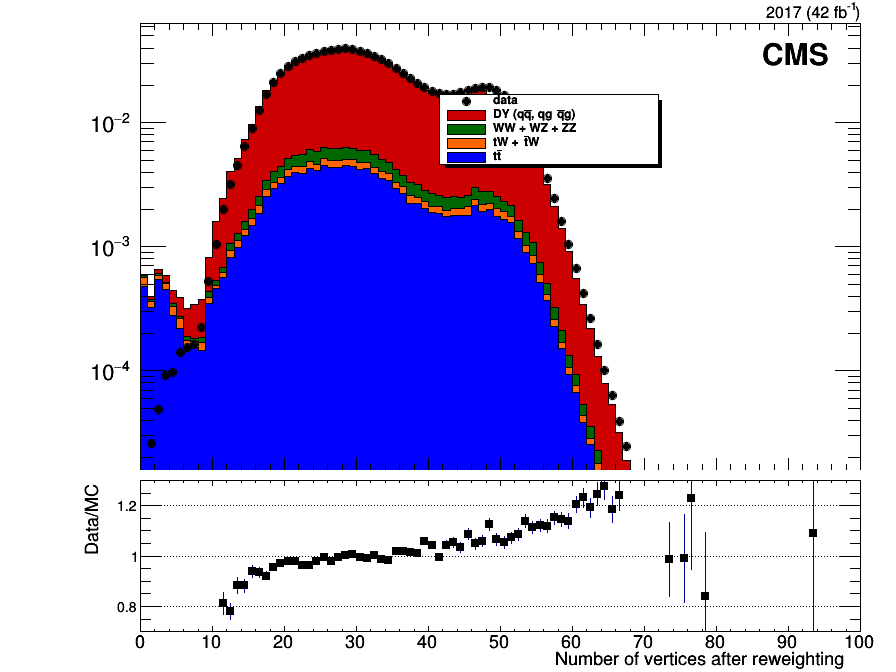 2017 (42 fb⁻¹)
CMS
10⁻²
10⁻³
10⁻⁴
data
DY (qq̅, qg q̅g)
WW + WZ + ZZ
tW + t̅W
tt̅
Data/MC
1.2
1
0.8
0 10 20 30 40 50 60 70 80 90 100
Number of vertices after reweighting